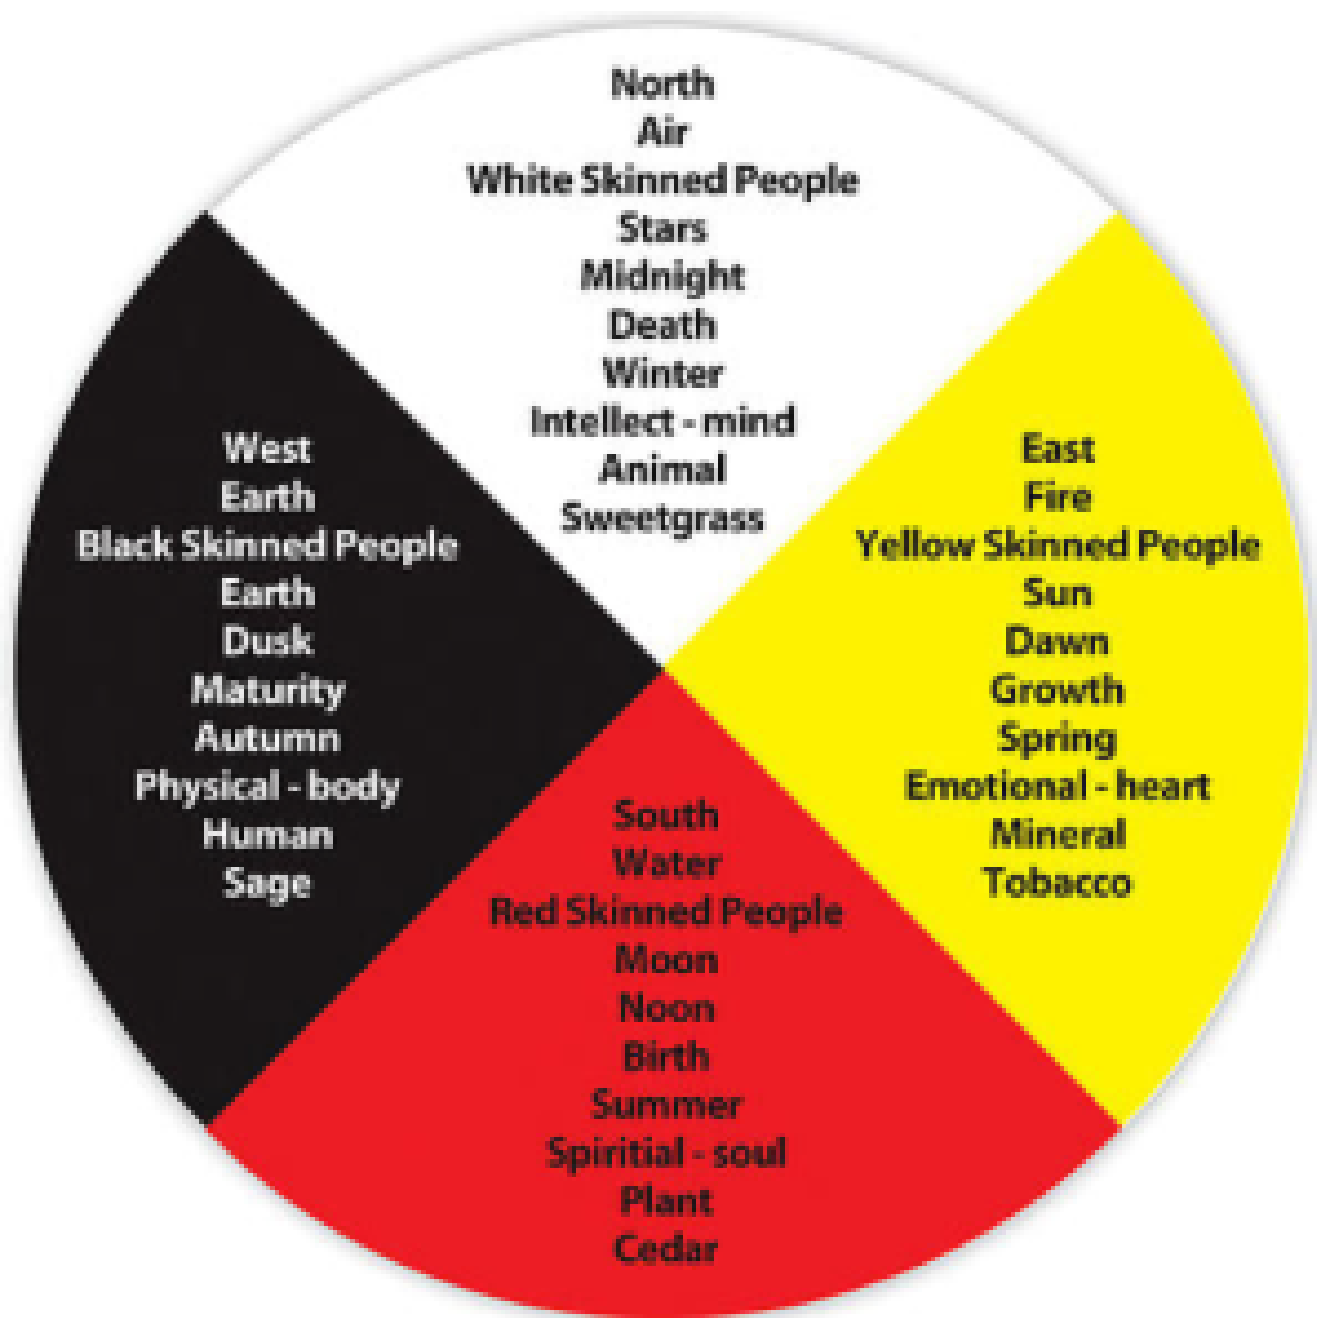 North
Air
White Skinned People
Stars
Midnight
Death
Winter
Intellect - mind
Animal
Sweetgrass
West
Earth
Black Skinned People
Earth
Dusk
Maturity
Autumn
Physical - body
Human
Sage
East
Fire
Yellow Skinned People
Sun
Dawn
Growth
Spring
Emotional - heart
Mineral
Tobacco
South
Water
Red Skinned People
Moon
Noon
Birth
Summer
Spiritial - soul
Plant
Cedar